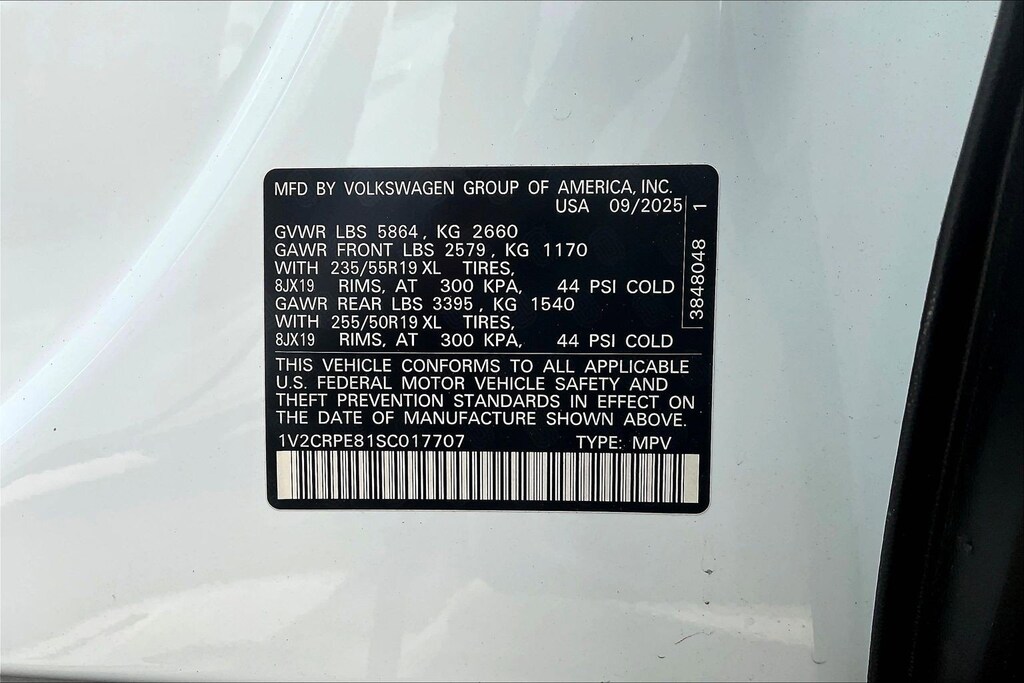 MFD BY VOLKSWAGEN GROUP OF AMERICA, INC.
USA 09/2025
GVWR LBS 5864, KG 2660
GAWR FRONT LBS 2579, KG 1170
WITH 235/55R19 XL TIRES,
8JX19 RIMS, AT 300 KPA, 44 PSI COLD
GAWR REAR LBS 3395, KG 1540
WITH 255/50R19 XL TIRES,
8JX19 RIMS, AT 300 KPA, 44 PSI COLD
THIS VEHICLE CONFORMS TO ALL APPLICABLE
U.S. FEDERAL MOTOR VEHICLE SAFETY AND
THEFT PREVENTION STANDARDS IN EFFECT ON
THE DATE OF MANUFACTURE SHOWN ABOVE.
1V2CRPE81SC017707 TYPE: MPV
3848048 1